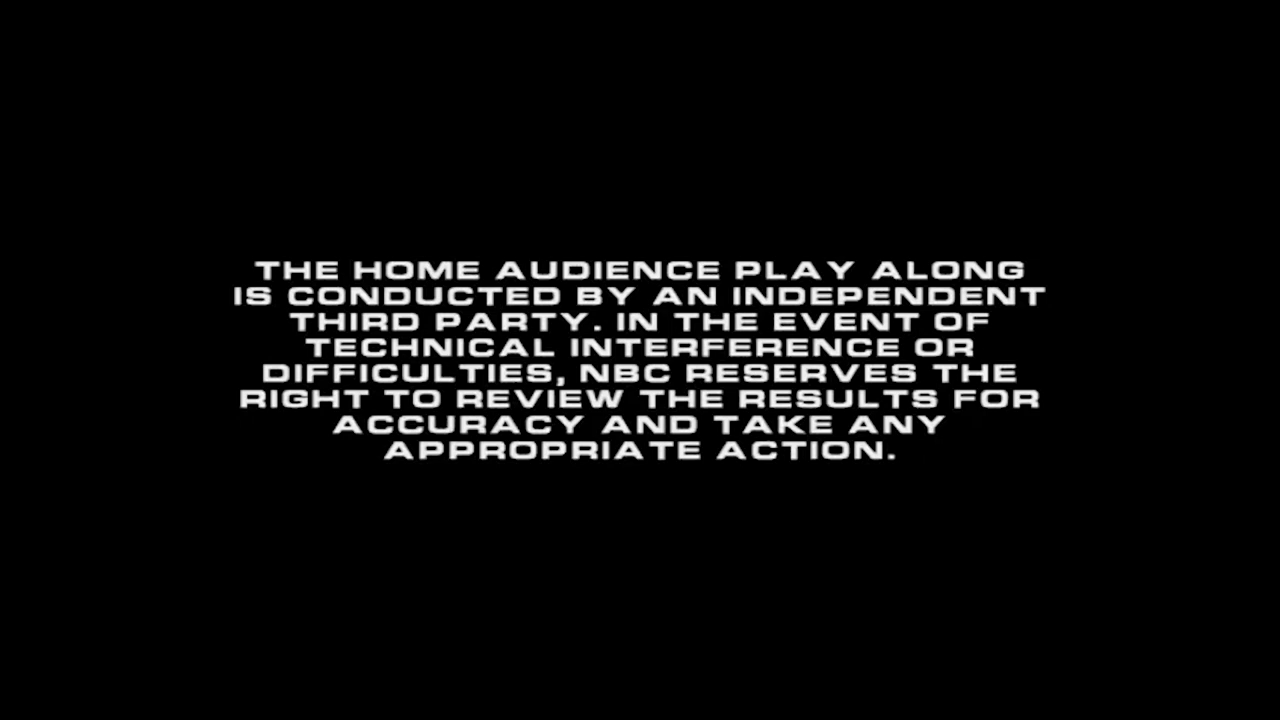 THE HOME AUDIENCE PLAY ALONG
IS CONDUCTED BY AN INDEPENDENT
THIRD PARTY. IN THE EVENT OF
TECHNICAL INTERFERENCE OR
DIFFICULTIES, NBC RESERVES THE
RIGHT TO REVIEW THE RESULTS FOR
ACCURACY AND TAKE ANY
APPROPRIATE ACTION.